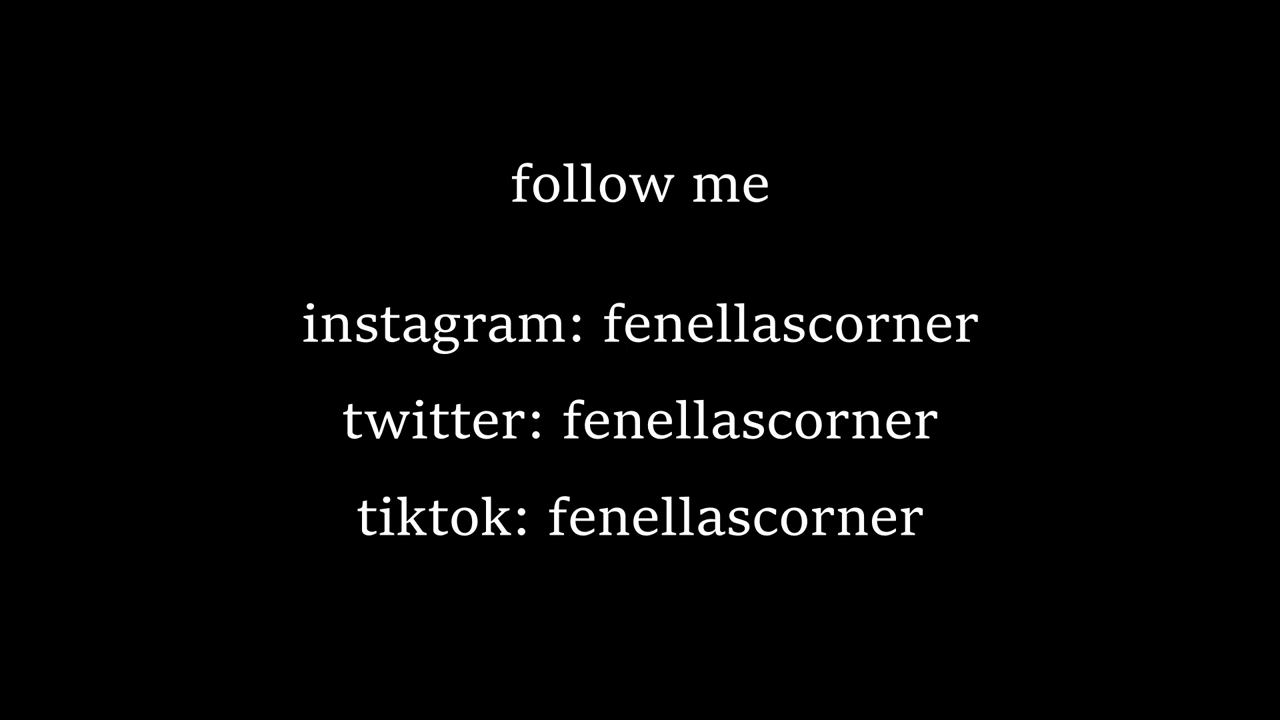 follow me
instagram: fenellascorner
twitter: fenellascorner
tiktok: fenellascorner